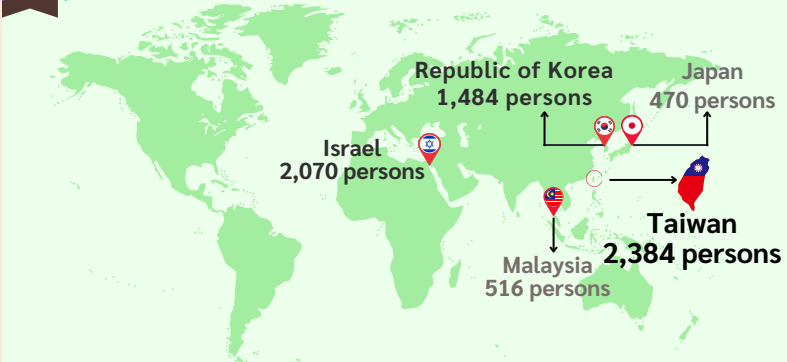 Republic of Korea
1,484 persons
Japan
470 persons
Israel
2,070 persons
Taiwan
2,384 persons
Malaysia
516 persons